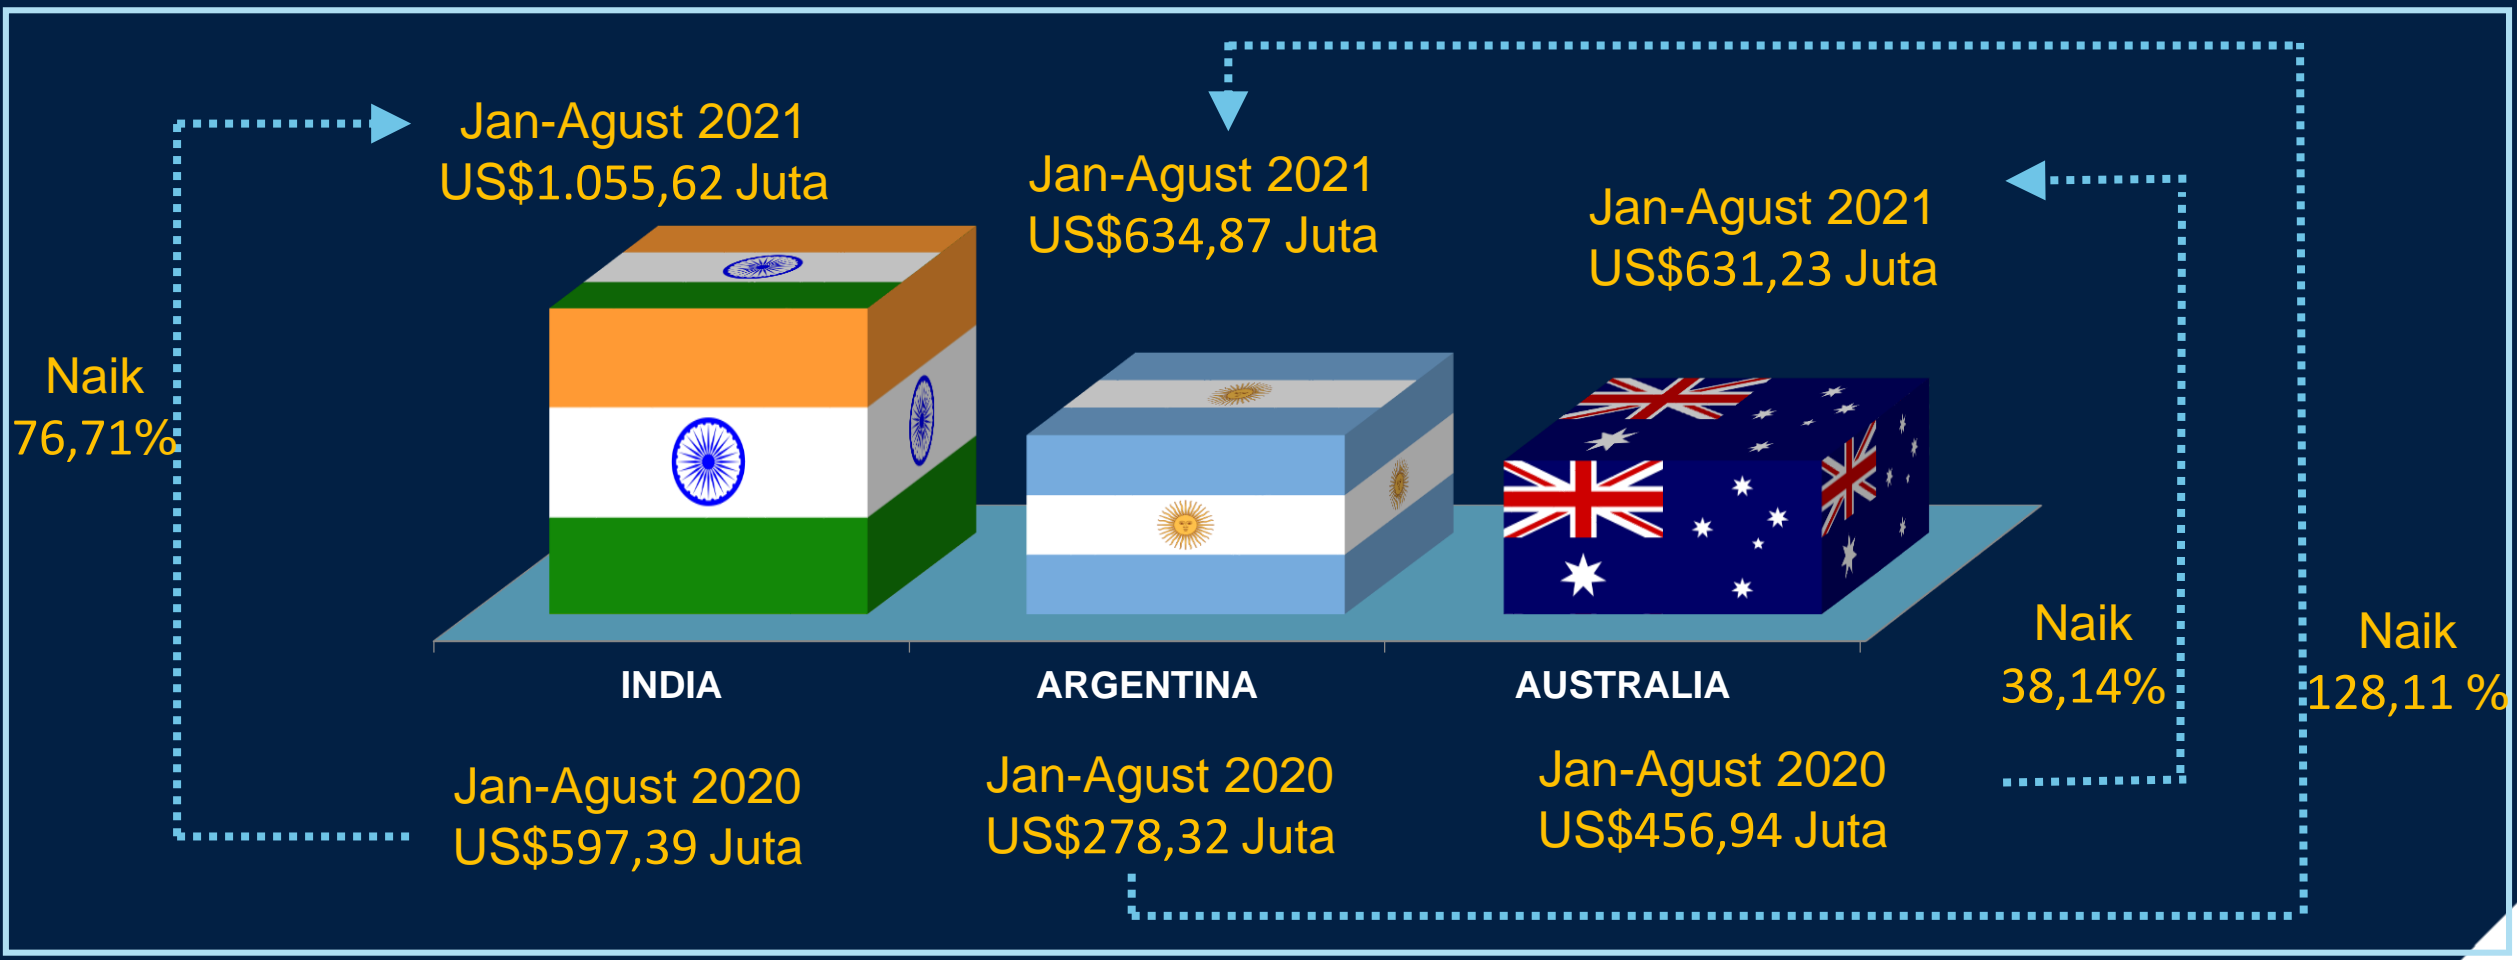 Jan-Agust 2021
US$1.055,62 Juta
Jan-Agust 2021
US$634,87 Juta
Jan-Agust 2021
US$631,23 Juta
Naik
76,71%
INDIA
ARGENTINA
AUSTRALIA
Naik
38,14%
Naik
128,11 %
Jan-Agust 2020
US$597,39 Juta
Jan-Agust 2020
US$278,32 Juta
Jan-Agust 2020
US$456,94 Juta